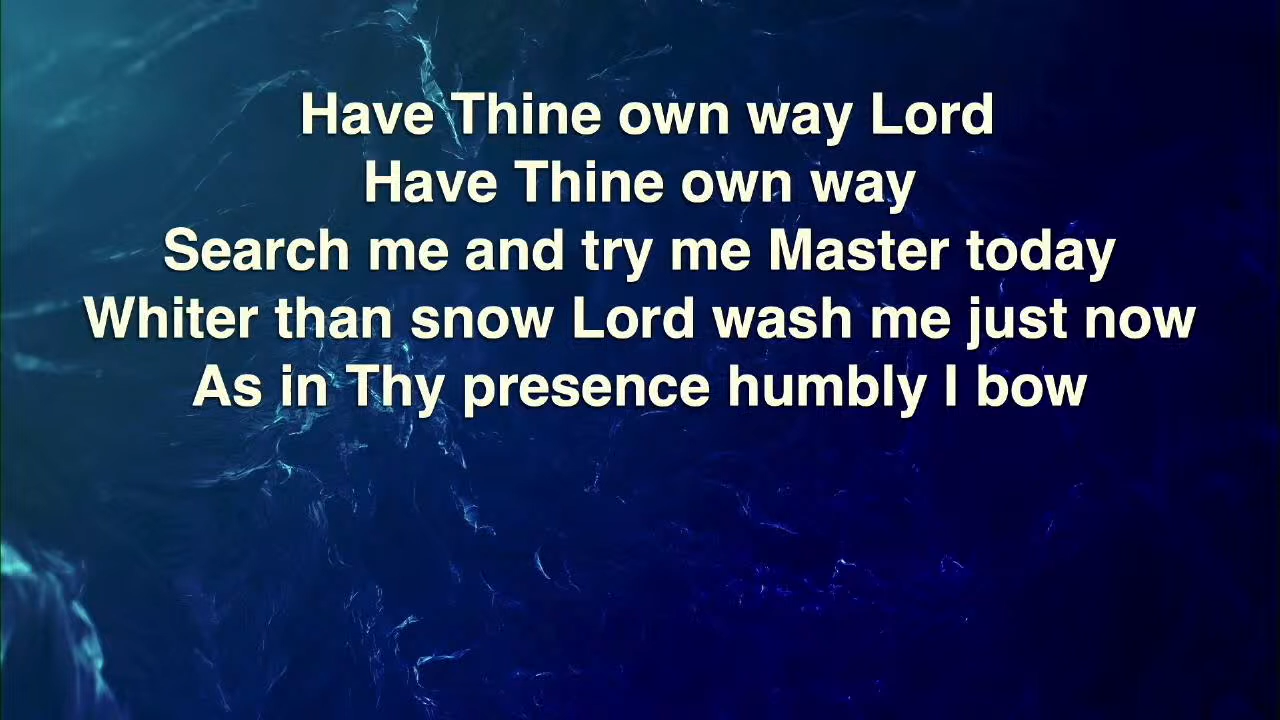 Have Thine own way Lord
Have Thine own way
Search me and try me Master today
Whiter than snow Lord wash me just now
As in Thy presence humbly I bow